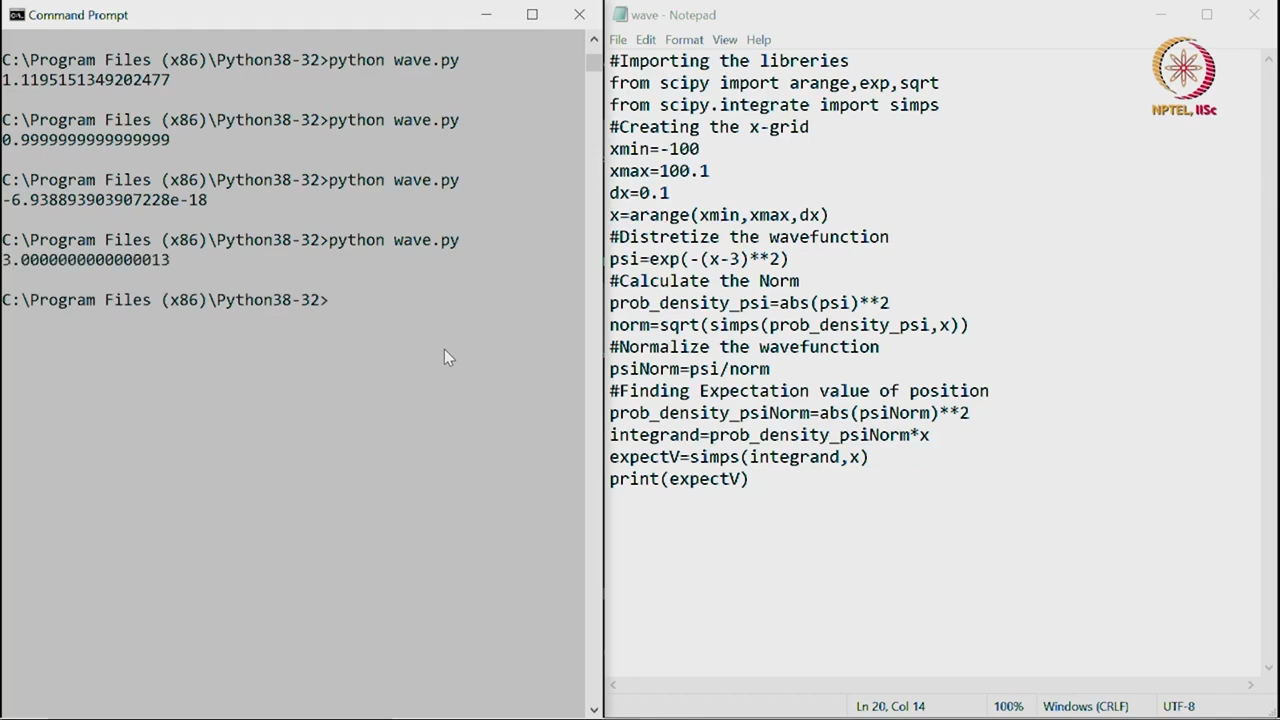 Command Prompt
C:\Program Files (x86)\Python38-32>python wave.py
1.1195151349202477
C:\Program Files (x86)\Python38-32>python wave.py
0.9999999999999999
C:\Program Files (x86)\Python38-32>python wave.py
-6.938893903907228e-18
C:\Program Files (x86)\Python38-32>python wave.py
3.0000000000000013
C:\Program Files (x86)\Python38-32>
wave - Notepad
File Edit Format View Help
#Importing the libreries
from scipy import arange,exp,sqrt
from scipy.integrate import simps
#Creating the x-grid
xmin=-100
xmax=100.1
dx=0.1
x=arange(xmin,xmax,dx)
#Distretize the wavefunction
psi=exp(-(x-3)**2)
#Calculate the Norm
prob_density_psi=abs(psi)**2
norm=sqrt(simps(prob_density_psi,x))
#Normalize the wavefunction
psiNorm=psi/norm
#Finding Expectation value of position
prob_density_psiNorm=abs(psiNorm)**2
integrand=prob_density_psiNorm*x
expectV=simps(integrand,x)
print(expectV)
NPTEL, IISc
Ln 20, Col 14 100% Windows (CRLF) UTF-8